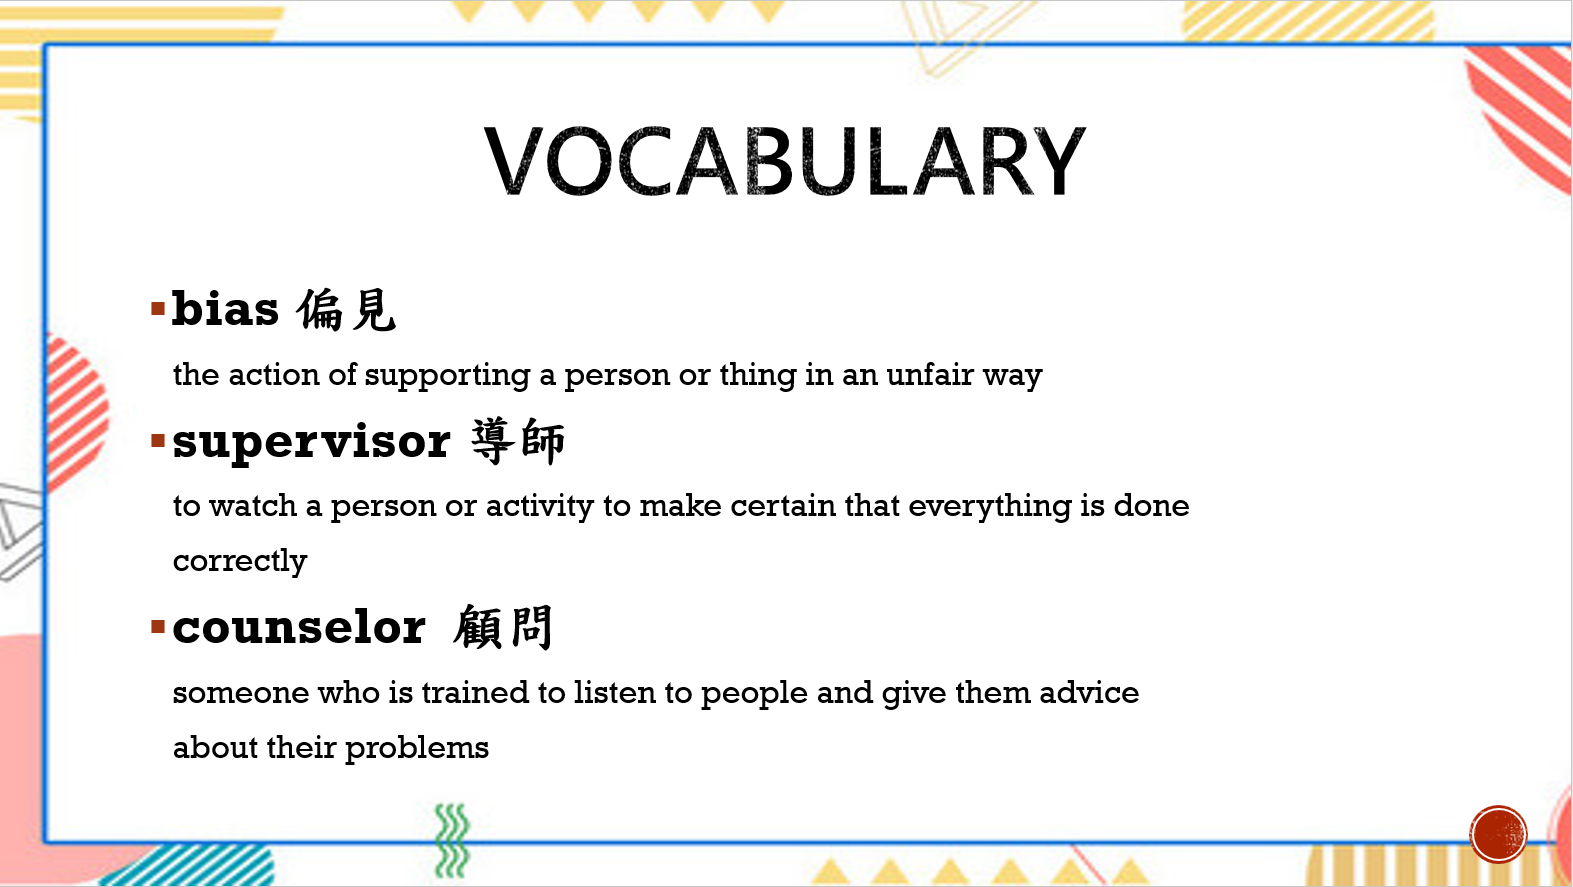 VOCABULARY
▪bias 偏見
the action of supporting a person or thing in an unfair way
▪supervisor 導師
to watch a person or activity to make certain that everything is done
correctly
▪counselor 顧問
someone who is trained to listen to people and give them advice
about their problems